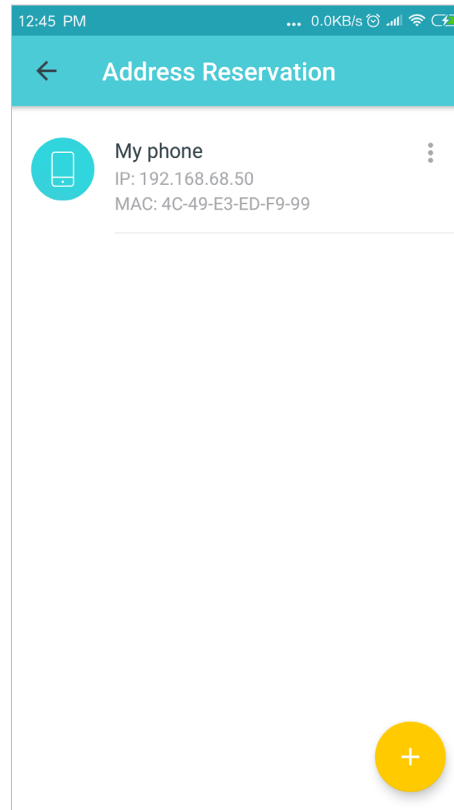 12:45 PM ... 0.0KB/s
Address Reservation
My phone
IP: 192.168.68.50
MAC: 4C-49-E3-ED-F9-99